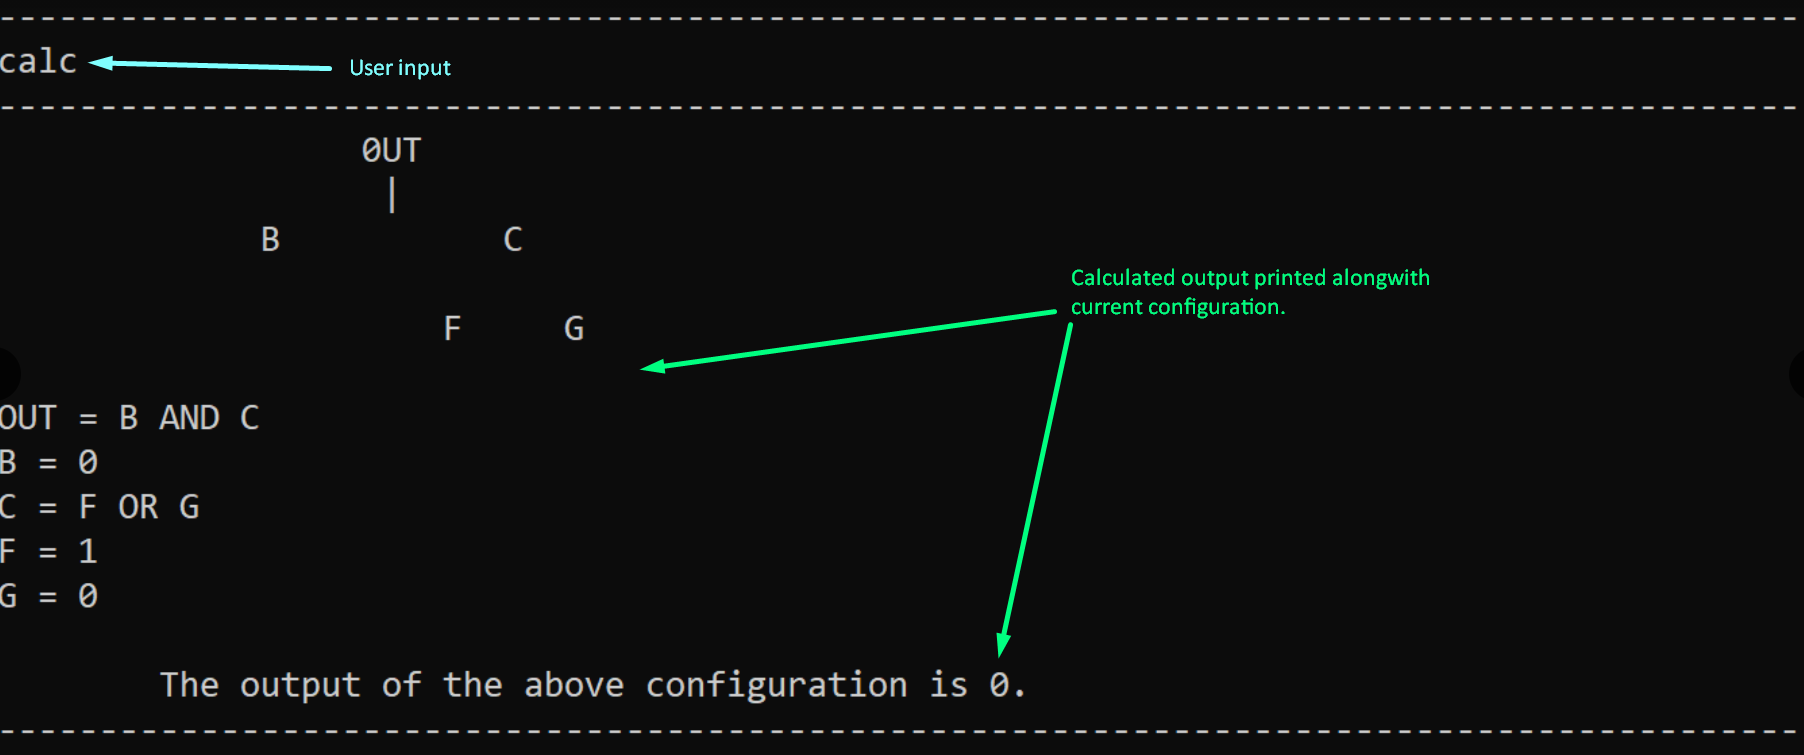 --------------------------------------------------------------------------------
calc
User input
--------------------------------------------------------------------------------
0UT
|
B C
F G
Calculated output printed alongwith
current configuration.
OUT = B AND C
B = 0
C = F OR G
F = 1
G = 0
The output of the above configuration is 0.
--------------------------------------------------------------------------------